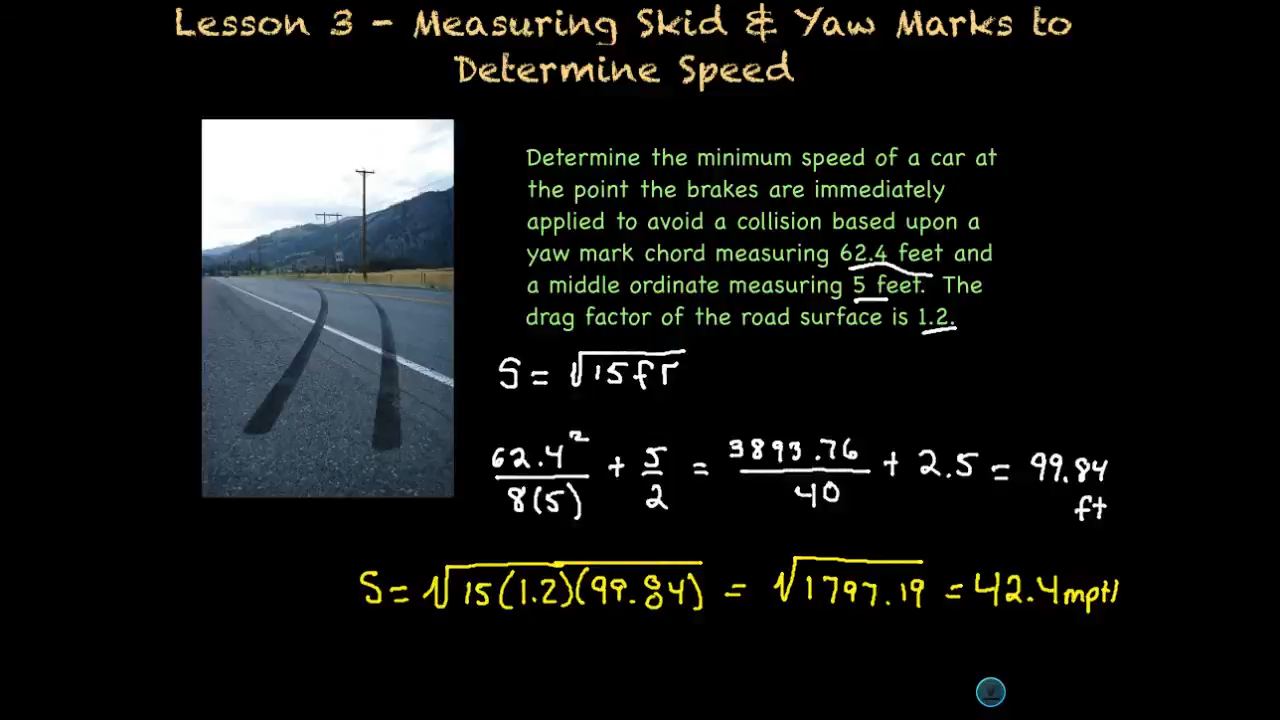 Lesson 3 - Measuring Skid & Yaw Marks to
Determine Speed
Determine the minimum speed of a car at
the point the brakes are immediately
applied to avoid a collision based upon a
yaw mark chord measuring 62.4 feet and
a middle ordinate measuring 5 feet. The
drag factor of the road surface is 1.2.
S = √15fr
62.4²/8(5) + 5/2 = 3893.76/40 + 2.5 = 99.84
ft
S = √15(1.2)(99.84) = √1797.19 = 42.4 mph